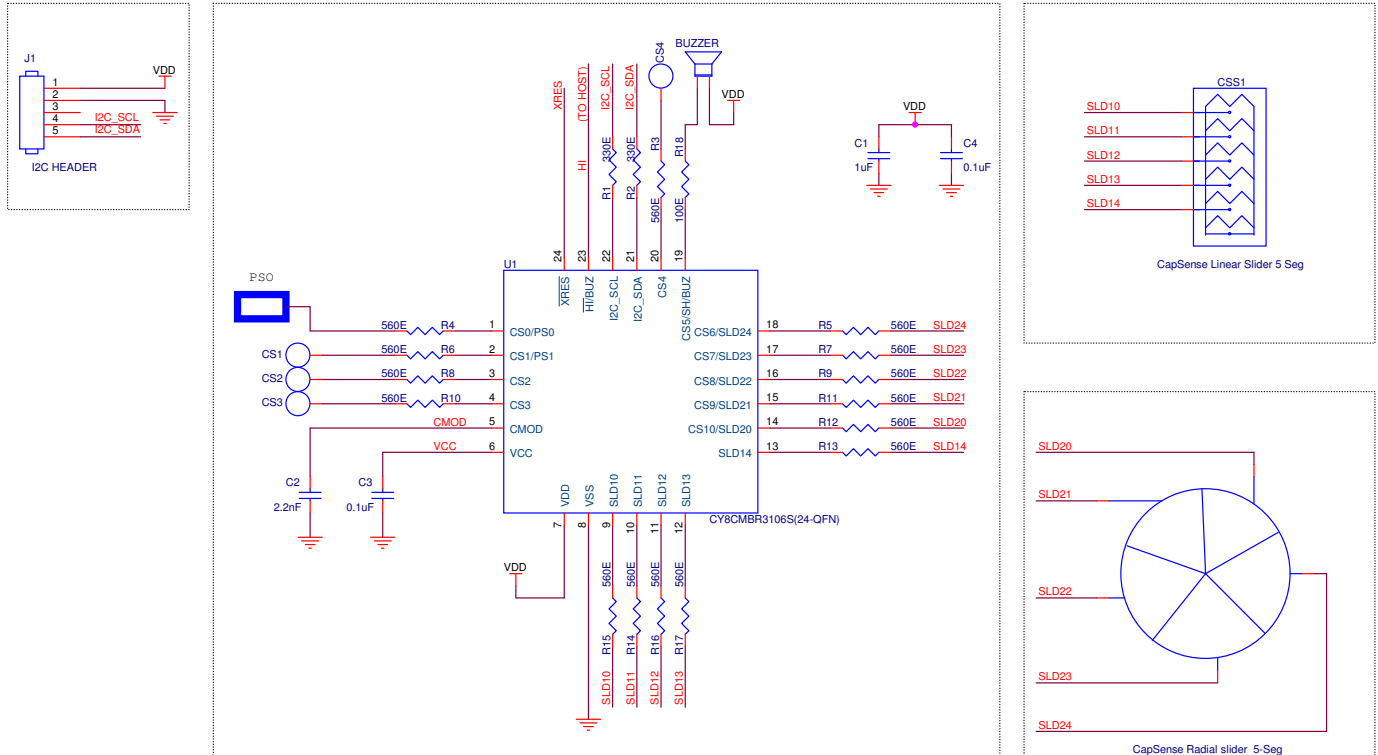 J1
1
2
3
4
5
VDD
I2C_SCL
I2C_SDA
I2C HEADER
XRES
HI
(TO HOST)
I2C_SCL
I2C_SDA
CS4
BUZZER
VDD
330E
R1
330E
R2
R3
560E
R18
100E
VDD
C1
1uF
C4
0.1uF
24
23
22
21
20
19
U1
XRES
HI/BUZ
I2C_SCL
I2C_SDA
CS4
CS5/SH/BUZ
PS0
560E R4 1 CS0/PS0
CS1 560E R6 2 CS1/PS1
CS2 560E R8 3 CS2
CS3 560E R10 4 CS3
CMOD 5 CMOD
VCC 6 VCC
CS6/SLD24 18 R5 560E SLD24
CS7/SLD23 17 R7 560E SLD23
CS8/SLD22 16 R9 560E SLD22
CS9/SLD21 15 R11 560E SLD21
CS10/SLD20 14 R12 560E SLD20
SLD14 13 R13 560E SLD14
C2
2.2nF
C3
0.1uF
VDD
VSS
SLD10
SLD11
SLD12
SLD13
CY8CMBR3106S(24-QFN)
7
8
9
10
11
12
VDD
560E
560E
560E
560E
R15
R14
R16
R17
SLD10
SLD11
SLD12
SLD13
CSS1
SLD10
SLD11
SLD12
SLD13
SLD14
CapSense Linear Slider 5 Seg
SLD20
SLD21
SLD22
SLD23
SLD24
CapSense Radial slider 5-Seg